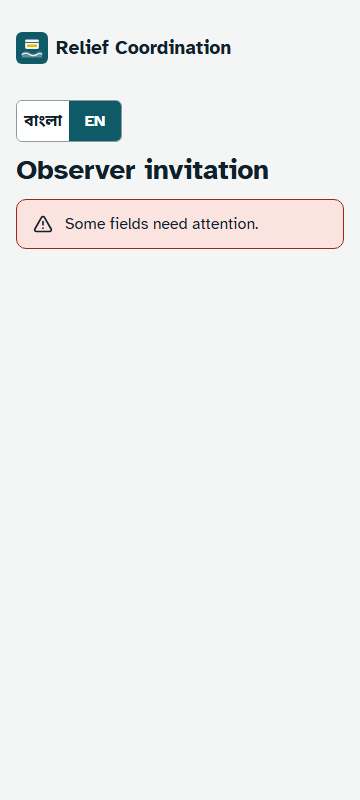 Relief Coordination
বাংলা EN
Observer invitation
Some fields need attention.